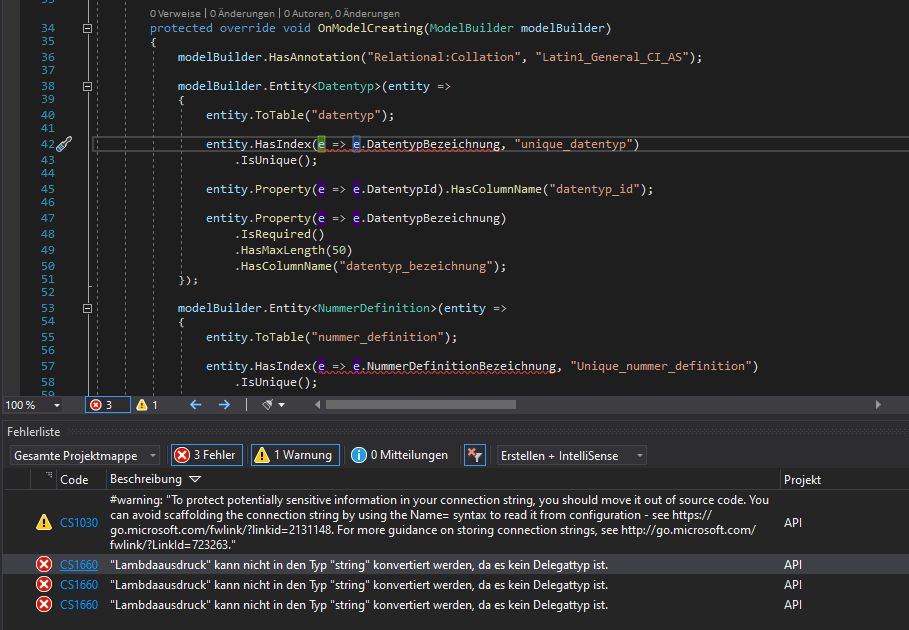 0 Verweise | 0 Änderungen | 0 Autoren, 0 Änderungen
34 protected override void OnModelCreating(ModelBuilder modelBuilder)
35 {
36 modelBuilder.HasAnnotation("Relational:Collation", "Latin1_General_CI_AS");
37
38 modelBuilder.Entity<Datentyp>(entity =>
39 {
40 entity.ToTable("datentyp");
41
42 entity.HasIndex(e => e.DatentypBezeichnung, "unique_datentyp")
43 .IsUnique();
44
45 entity.Property(e => e.DatentypId).HasColumnName("datentyp_id");
46
47 entity.Property(e => e.DatentypBezeichnung)
48 .IsRequired()
49 .HasMaxLength(50)
50 .HasColumnName("datentyp_bezeichnung");
51 });
52
53 modelBuilder.Entity<NummerDefinition>(entity =>
54 {
55 entity.ToTable("nummer_definition");
56
57 entity.HasIndex(e => e.NummerDefinitionBezeichnung, "Unique_nummer_definition")
58 .IsUnique();
100 % 3 1
Fehlerliste
Gesamte Projektmappe 3 Fehler 1 Warnung 0 Mitteilungen Erstellen + IntelliSense
Code Beschreibung Projekt
#warning: "To protect potentially sensitive information in your connection string, you should move it out of source code. You
can avoid scaffolding the connection string by using the Name= syntax to read it from configuration - see https://
CS1030 go.microsoft.com/fwlink/?linkid=2131148. For more guidance on storing connection strings, see http://go.microsoft.com/ API
fwlink/?LinkId=723263."
CS1660 "Lambdaausdruck" kann nicht in den Typ "string" konvertiert werden, da es kein Delegattyp ist. API
CS1660 "Lambdaausdruck" kann nicht in den Typ "string" konvertiert werden, da es kein Delegattyp ist. API
CS1660 "Lambdaausdruck" kann nicht in den Typ "string" konvertiert werden, da es kein Delegattyp ist. API